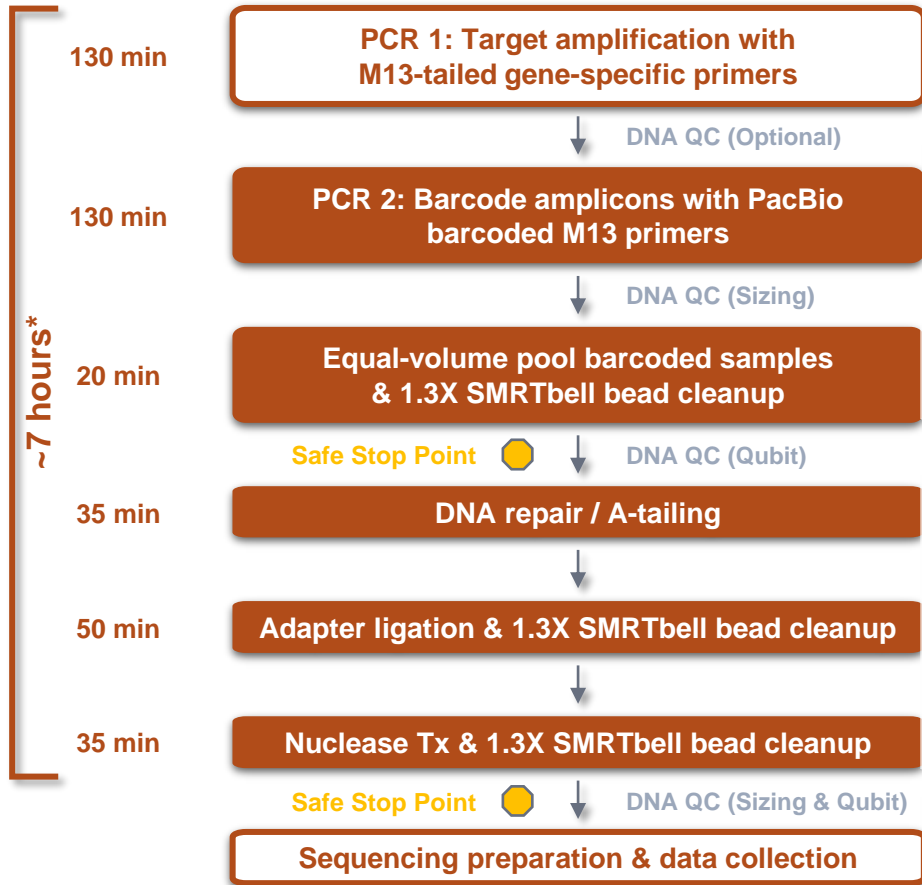 ~7 hours*
130 min
PCR 1: Target amplification with
M13-tailed gene-specific primers
DNA QC (Optional)
130 min
PCR 2: Barcode amplicons with PacBio
barcoded M13 primers
DNA QC (Sizing)
20 min
Equal-volume pool barcoded samples
& 1.3X SMRTbell bead cleanup
Safe Stop Point
DNA QC (Qubit)
35 min
DNA repair / A-tailing
50 min
Adapter ligation & 1.3X SMRTbell bead cleanup
35 min
Nuclease Tx & 1.3X SMRTbell bead cleanup
Safe Stop Point
DNA QC (Sizing & Qubit)
Sequencing preparation & data collection